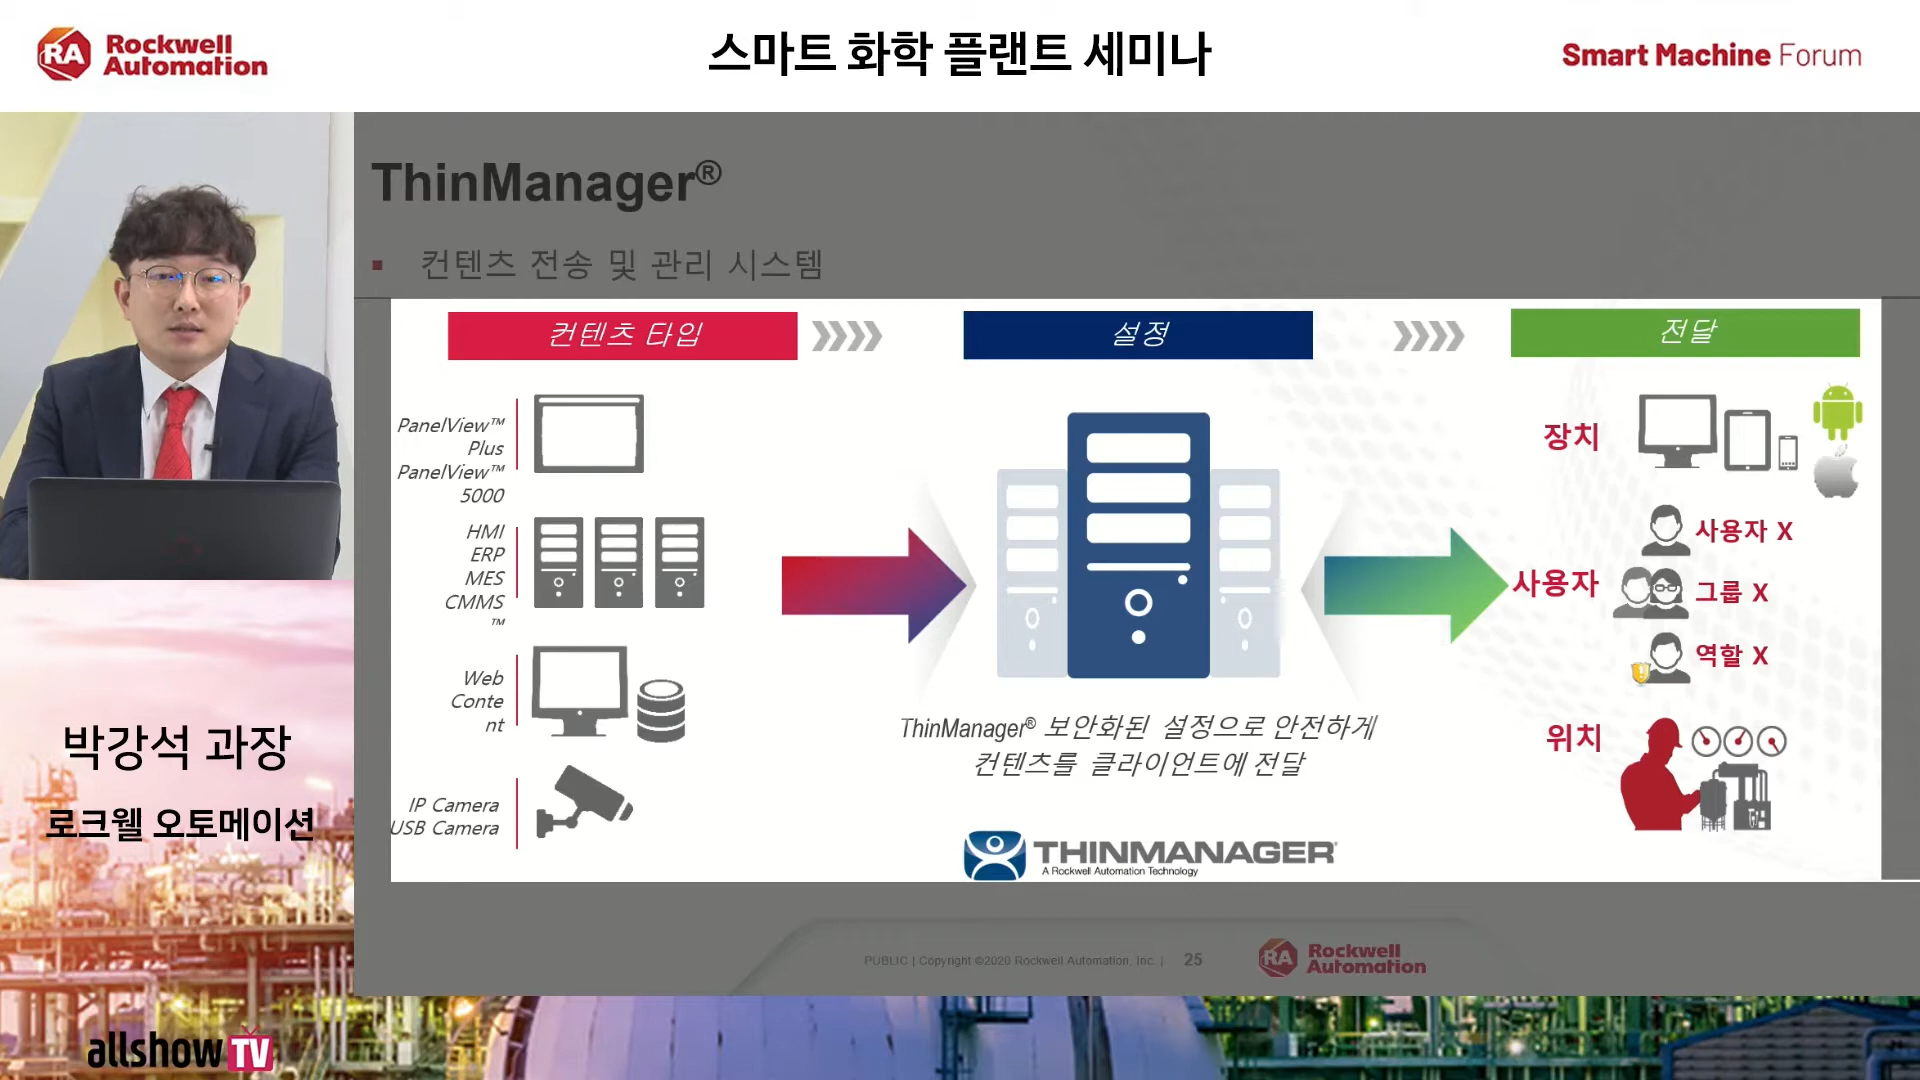 RA Rockwell Automation
스마트 화학 플랜트 세미나
Smart Machine Forum
ThinManager®
컨텐츠 전송 및 관리 시스템
컨텐츠 타입
설정
전달
PanelView™
Plus
PanelView™
5000
HMI
ERP
MES
CMMS
™
Web
Conte
nt
IP Camera
USB Camera
ThinManager® 보안화된 설정으로 안전하게
컨텐츠를 클라이언트에 전달
THINMANAGER®
A Rockwell Automation Technology
장치
사용자
사용자 X
그룹 X
역할 X
위치
박강석 과장
로크웰 오토메이션
PUBLIC | Copyright ©2020 Rockwell Automation, Inc. | 25
RA Rockwell Automation
allshow TV